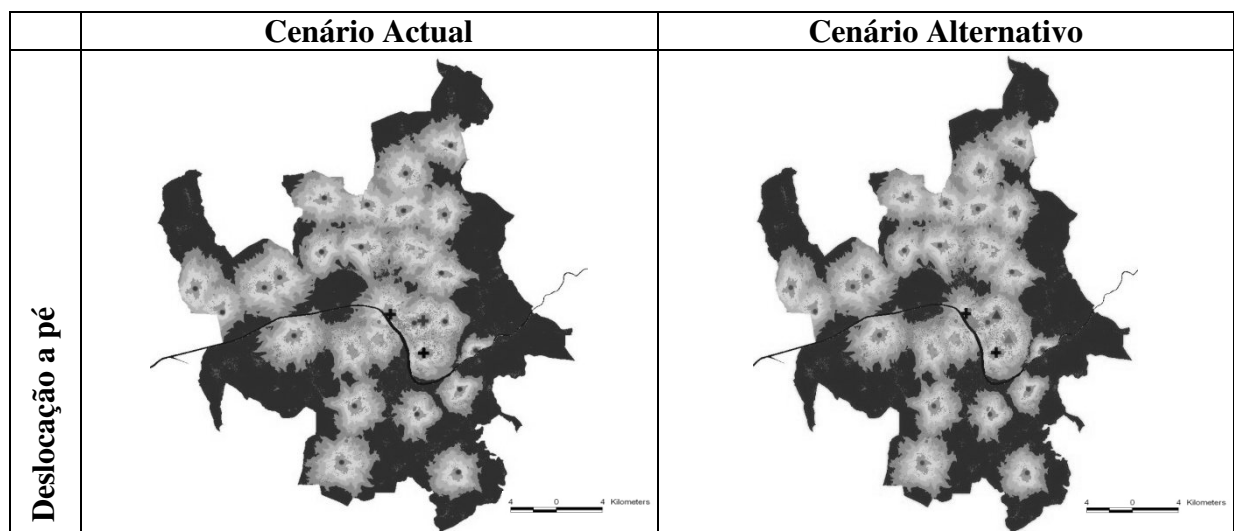 Cenário Actual
Cenário Alternativo
Deslocação a pé
4 0 4 Kilometers
4 0 4 Kilometers